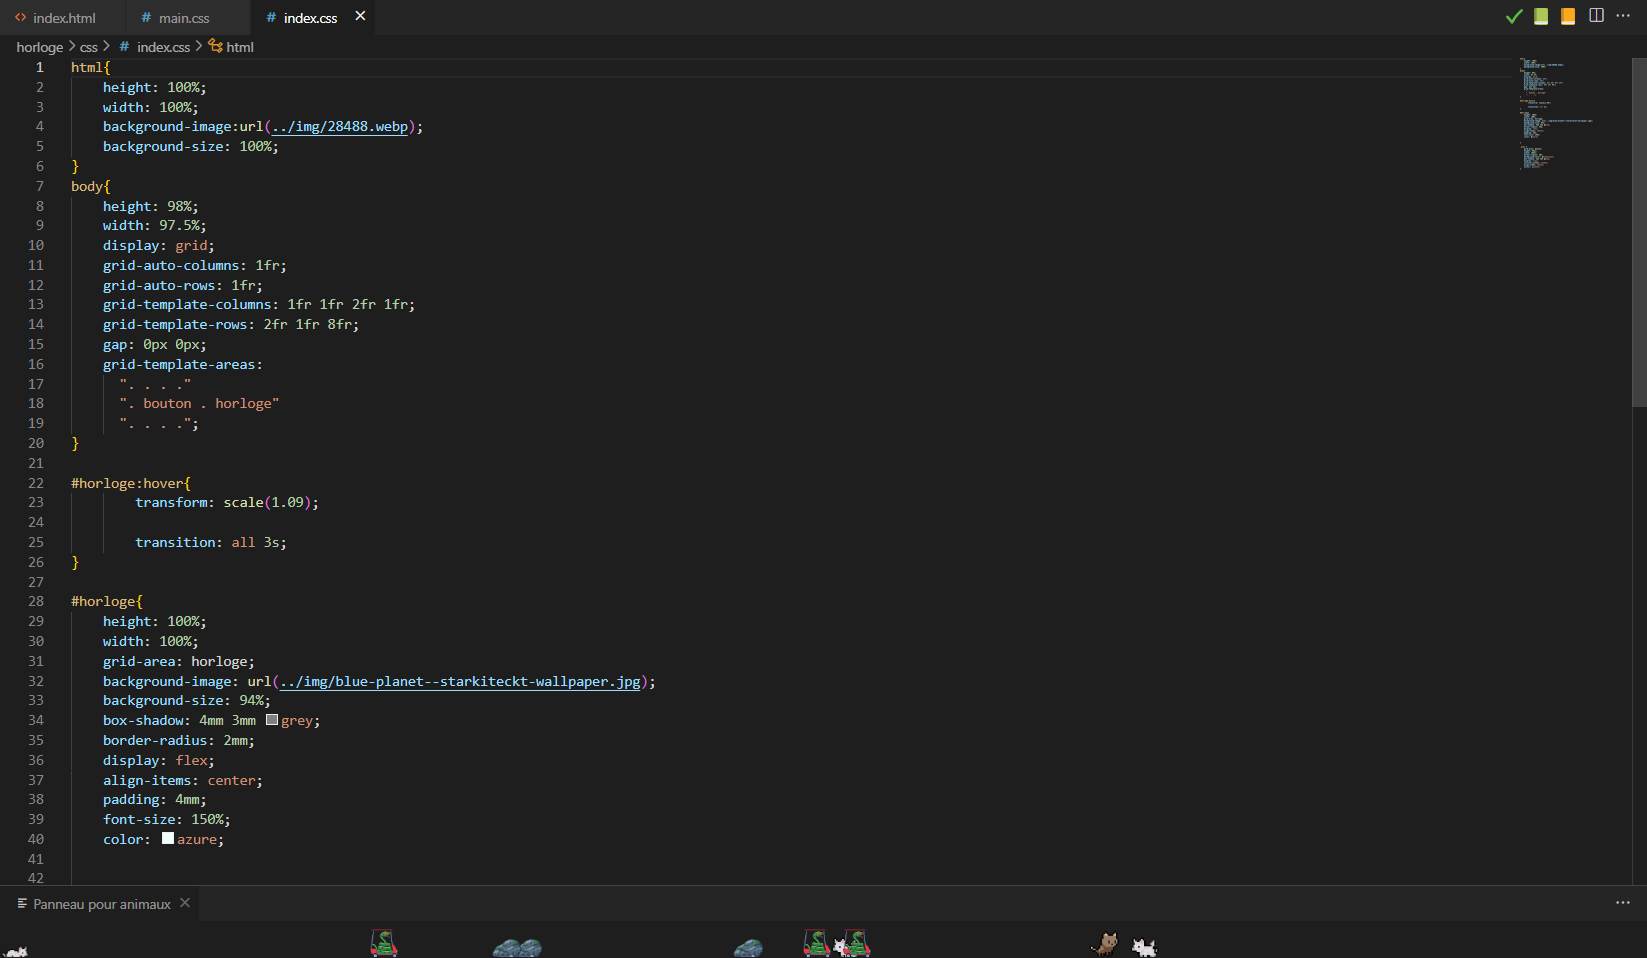 index.html # main.css # index.css ×
horloge > css > # index.css > html
1 html{
2 height: 100%;
3 width: 100%;
4 background-image:url(../img/28488.webp);
5 background-size: 100%;
6 }
7 body{
8 height: 98%;
9 width: 97.5%;
10 display: grid;
11 grid-auto-columns: 1fr;
12 grid-auto-rows: 1fr;
13 grid-template-columns: 1fr 1fr 2fr 1fr;
14 grid-template-rows: 2fr 1fr 8fr;
15 gap: 0px 0px;
16 grid-template-areas:
17 ". . . ."
18 ". bouton . horloge"
19 ". . . .";
20 }
21
22 #horloge:hover{
23 transform: scale(1.09);
24
25 transition: all 3s;
26 }
27
28 #horloge{
29 height: 100%;
30 width: 100%;
31 grid-area: horloge;
32 background-image: url(../img/blue-planet--starkiteckt-wallpaper.jpg);
33 background-size: 94%;
34 box-shadow: 4mm 3mm grey;
35 border-radius: 2mm;
36 display: flex;
37 align-items: center;
38 padding: 4mm;
39 font-size: 150%;
40 color: azure;
41
42
Panneau pour animaux ×